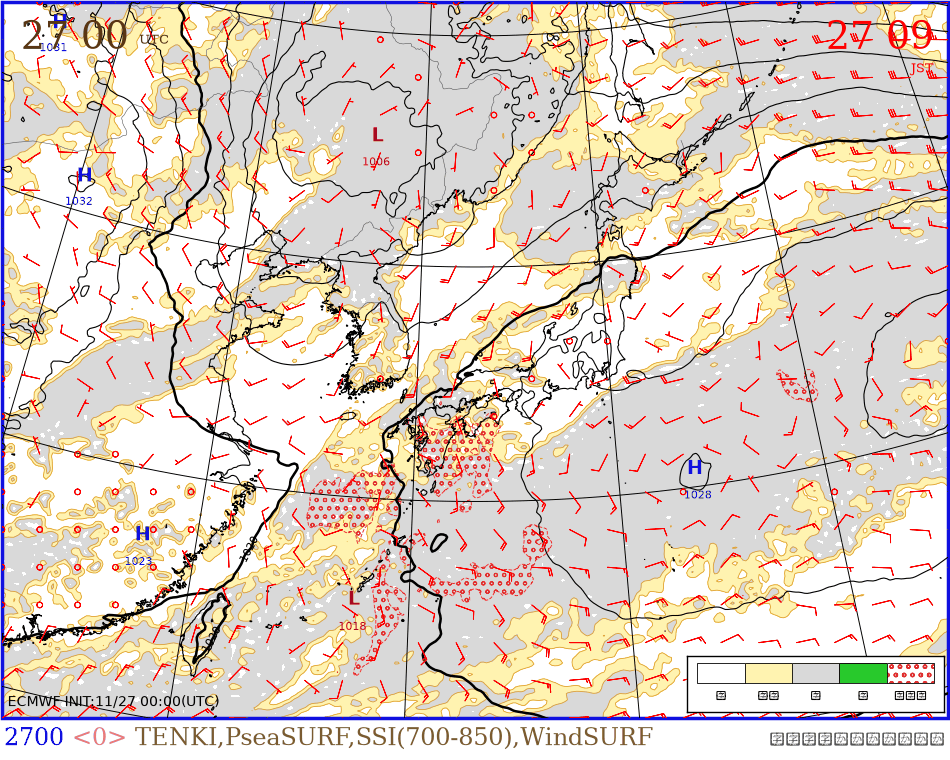 27 00 UTC
27 09 JST
H
1031
L
1006
H
1032
H
1028
H
1023
L
1018
ECMWF INIT:11/27 00:00(UTC)
2700 <0> TENKI,PseaSURF,SSI(700-850),WindSURF